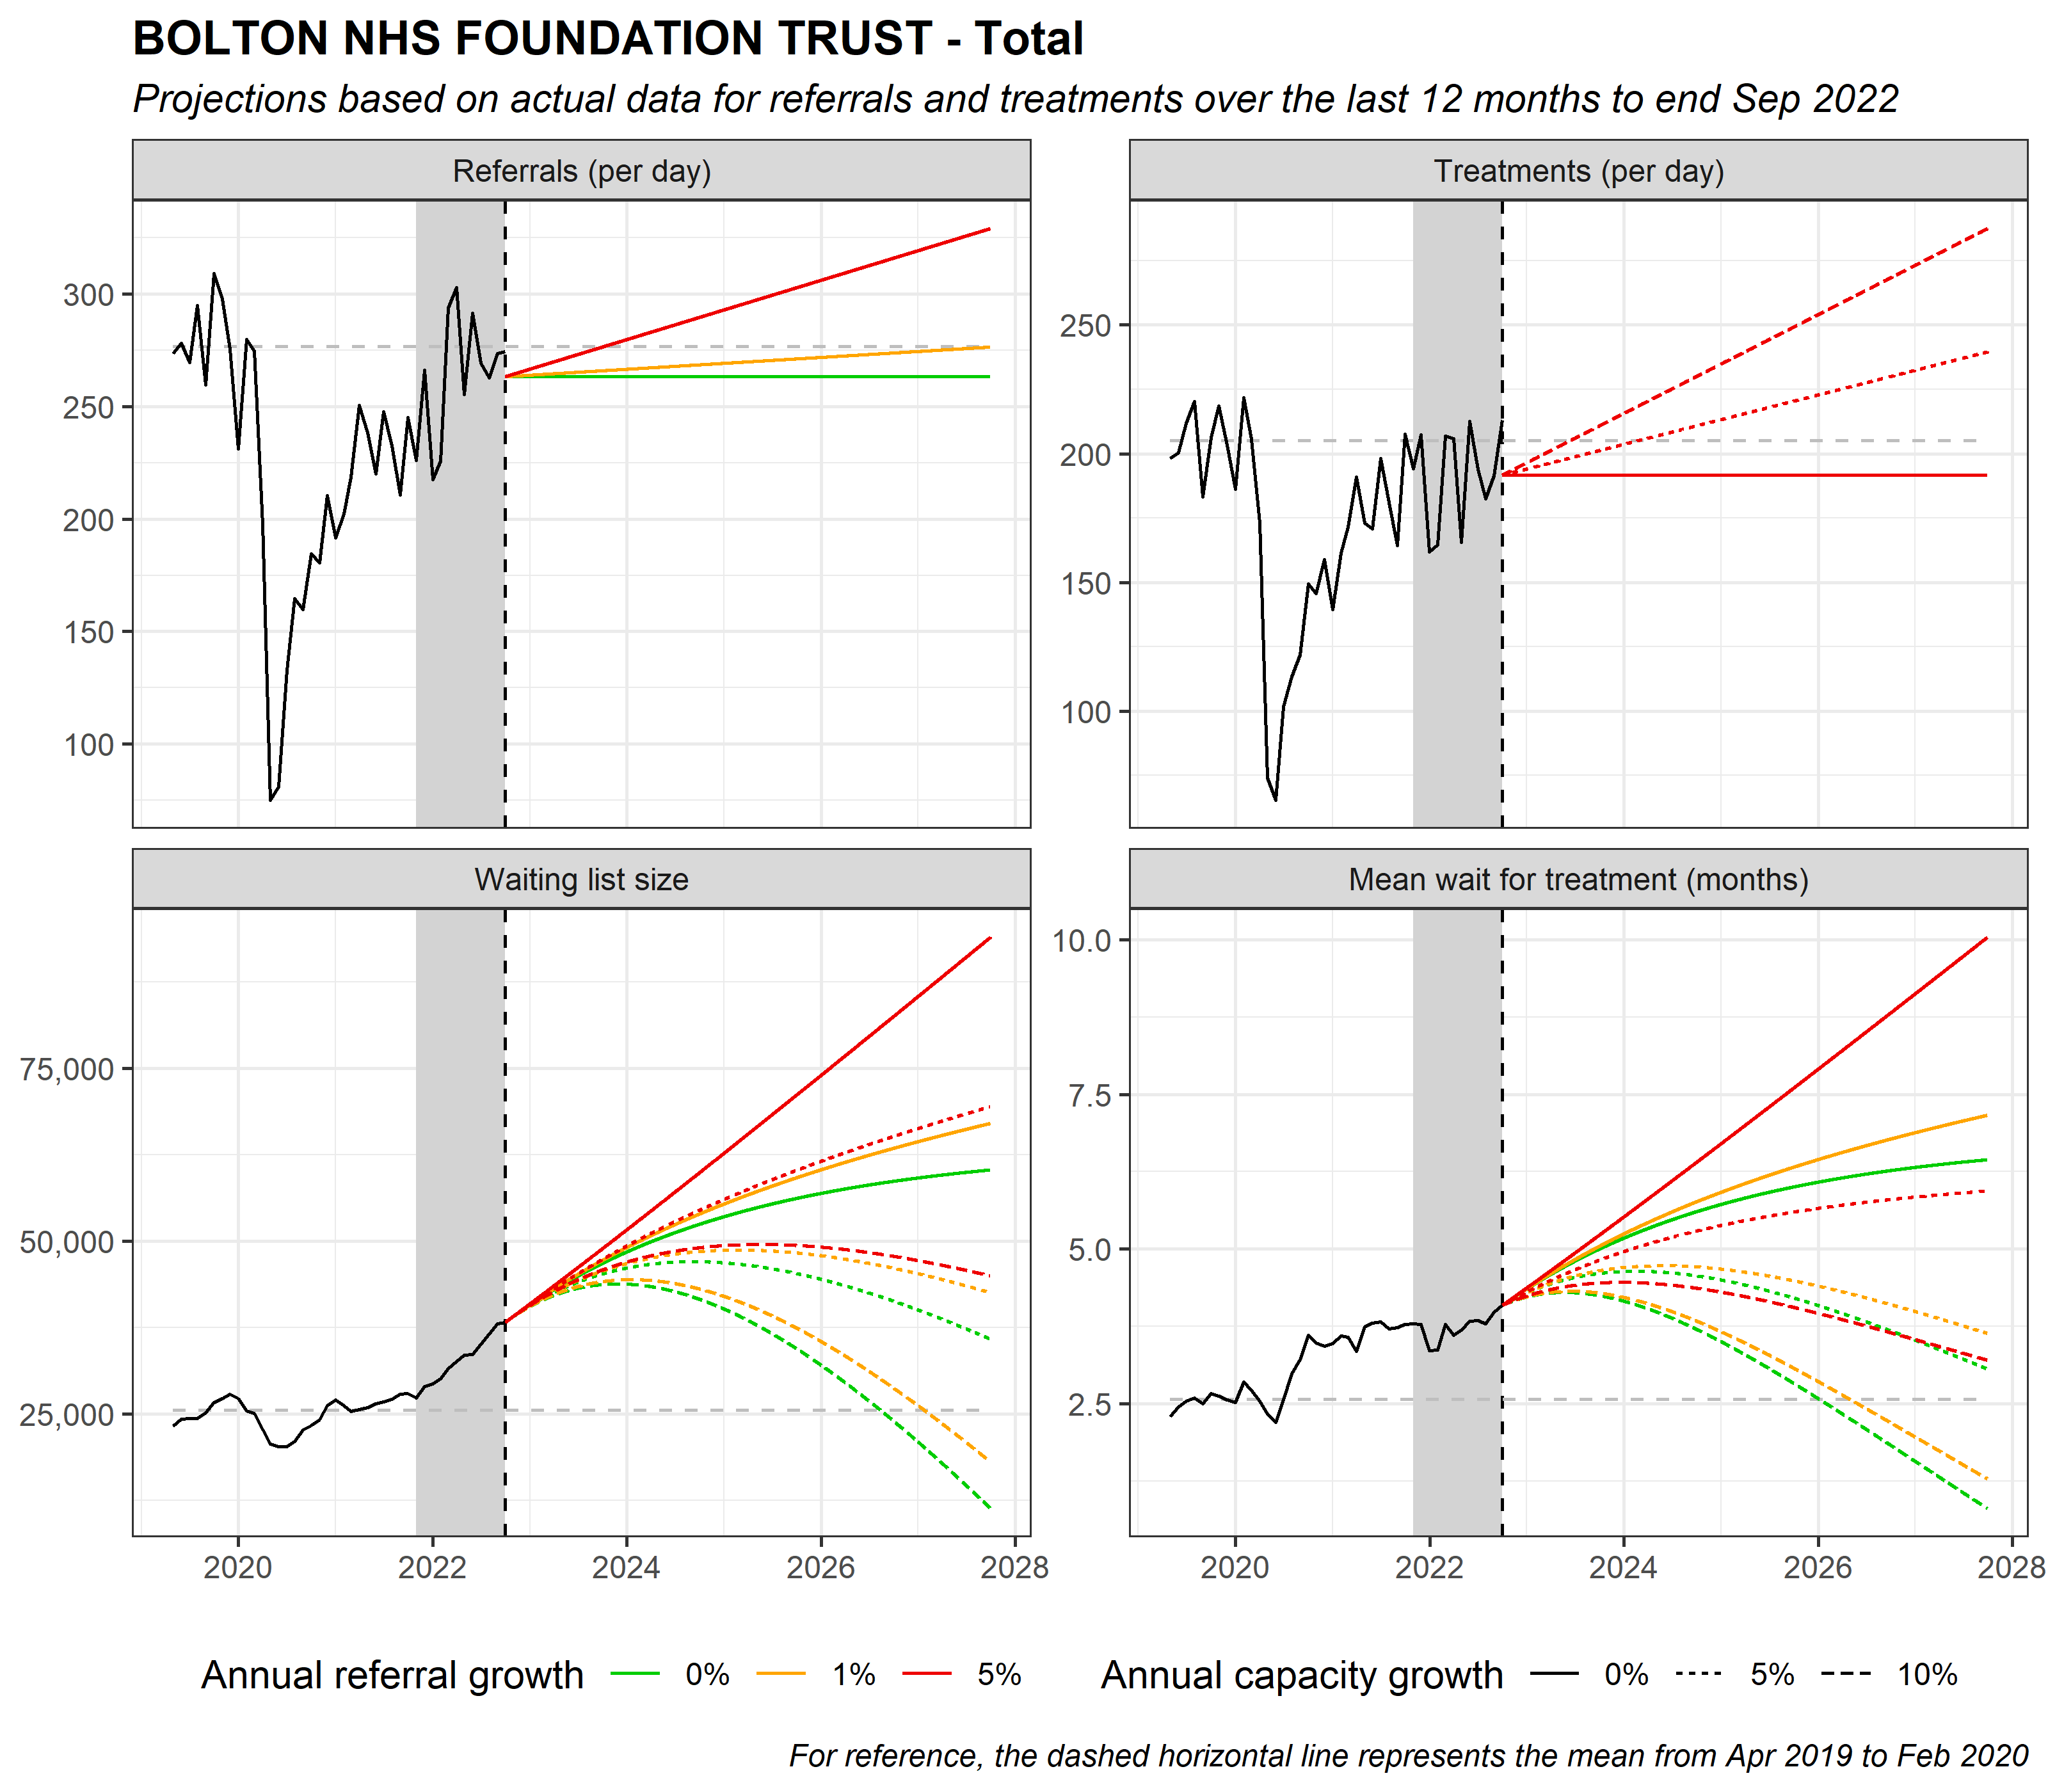 BOLTON NHS FOUNDATION TRUST - Total
Projections based on actual data for referrals and treatments over the last 12 months to end Sep 2022
Referrals (per day)
300
250
200
150
100
Treatments (per day)
250
200
150
100
Waiting list size
75,000
50,000
25,000
2020 2022 2024 2026 2028
Mean wait for treatment (months)
10.0
7.5
5.0
2.5
2020 2022 2024 2026 2028
Annual referral growth 0% 1% 5%
Annual capacity growth 0% 5% 10%
For reference, the dashed horizontal line represents the mean from Apr 2019 to Feb 2020